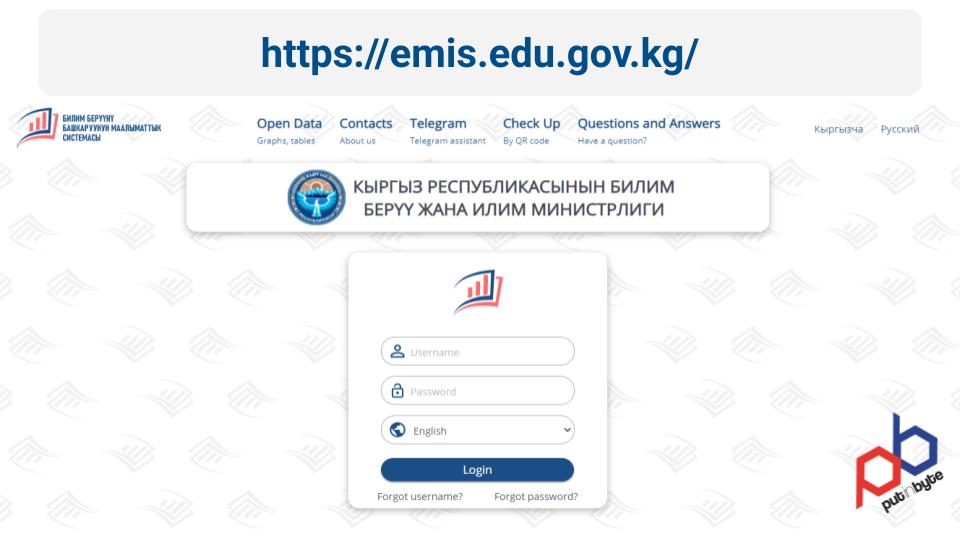 https://emis.edu.gov.kg/
БИЛИМ БЕРҮҮНҮ
БАШКАРУУНУН МААЛЫМАТТЫК
СИСТЕМАСЫ
Open Data
Graphs, tables
Contacts
About us
Telegram
Telegram assistant
Check Up
By QR code
Questions and Answers
Have a question?
Кыргызча
Русский
КЫРГЫЗ РЕСПУБЛИКАСЫНЫН БИЛИМ
БЕРҮҮ ЖАНА ИЛИМ МИНИСТРЛИГИ
Username
Password
English
Login
Forgot username?
Forgot password?
putinbyte